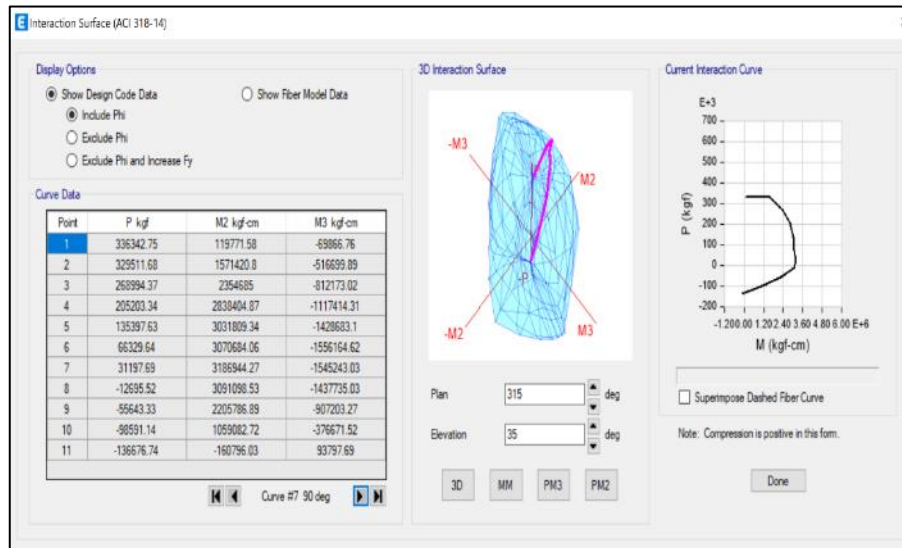 E Interaction Surface (ACI 318-14)
Display Options
Show Design Code Data Show Fiber Model Data
Include Phi
Exclude Phi
Exclude Phi and Increase Fy
Curve Data
Point P kgf M2 kgf-cm M3 kgf-cm
1 336342.75 119771.58 -69866.76
2 329511.68 1571420.8 -516699.89
3 268994.37 2354685 -812173.02
4 205203.34 2838404.87 -1117414.31
5 135397.63 3031809.34 -1428683.1
6 66329.64 3070684.06 -1556164.62
7 31197.69 3186944.27 -1545243.03
8 -12695.52 3091098.53 -1437735.03
9 -55643.33 2205786.89 -907203.27
10 -98591.14 1059082.72 -376671.52
11 -136676.74 -160796.03 93797.69
Curve #7 90 deg
3D Interaction Surface
-M3
M2
-P
-M2
M3
Plan 315 deg
Elevation 35 deg
3D MM PM3 PM2
Current Interaction Curve
E+3
700
600
500
400
300
200
100
0
-100
-200
P (kgf)
-1.20 0.00 1.20 2.40 3.60 4.80 6.00 E+6
M (kgf-cm)
Superimpose Dashed Fiber Curve
Note: Compression is positive in this form.
Done